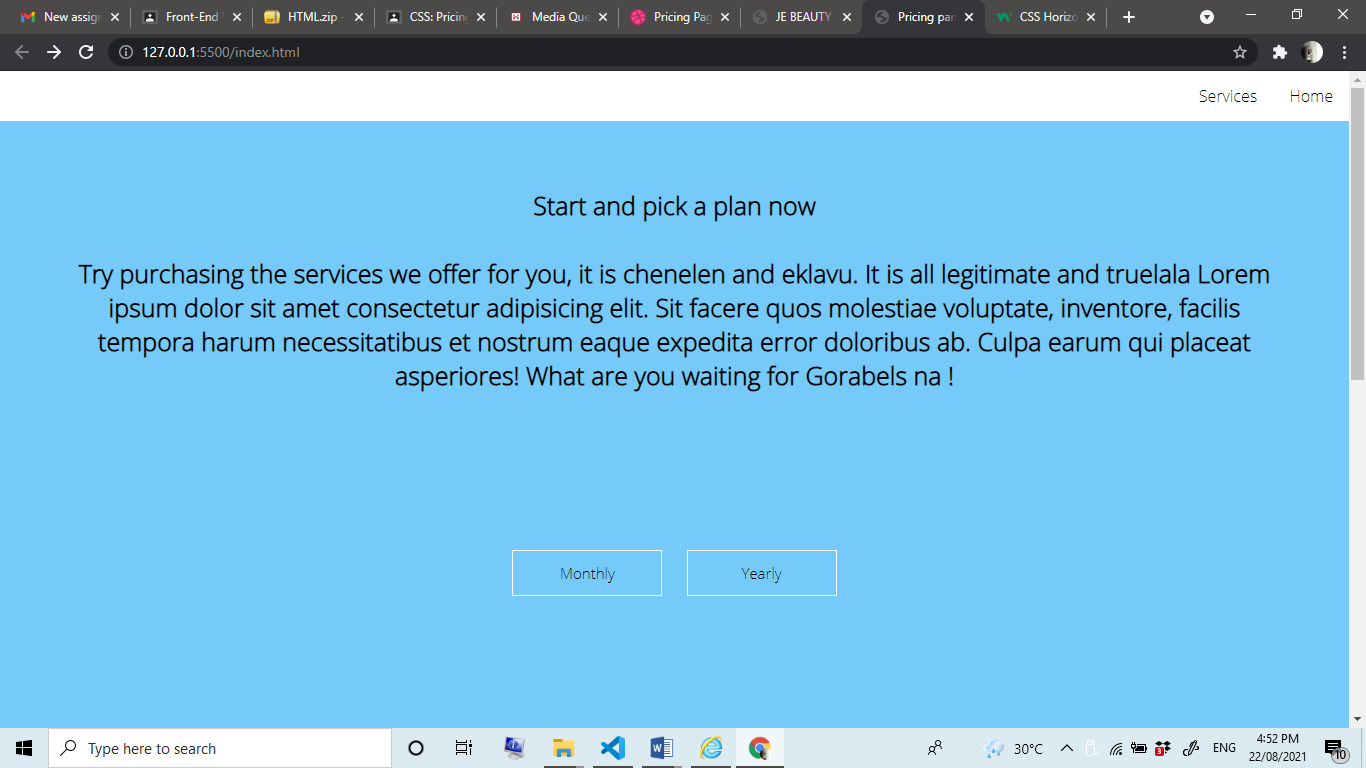 New assig
Front-End
HTML.zip -
CSS: Pricing
Media Que
Pricing Pag
JE BEAUTY
Pricing pan
CSS Horizo
127.0.0.1:5500/index.html
Services Home
Start and pick a plan now
Try purchasing the services we offer for you, it is chenelen and eklavu. It is all legitimate and truelala Lorem
ipsum dolor sit amet consectetur adipisicing elit. Sit facere quos molestiae voluptate, inventore, facilis
tempora harum necessitatibus et nostrum eaque expedita error doloribus ab. Culpa earum qui placeat
asperiores! What are you waiting for Gorabels na !
Monthly Yearly
Type here to search
30°C
ENG
4:52 PM
22/08/2021
10